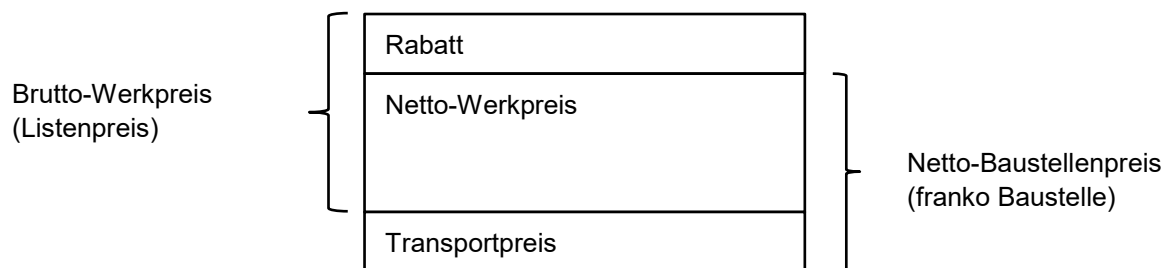 Rabatt
Brutto-Werkpreis
(Listenpreis)
Netto-Werkpreis
Netto-Baustellenpreis
(franko Baustelle)
Transportpreis